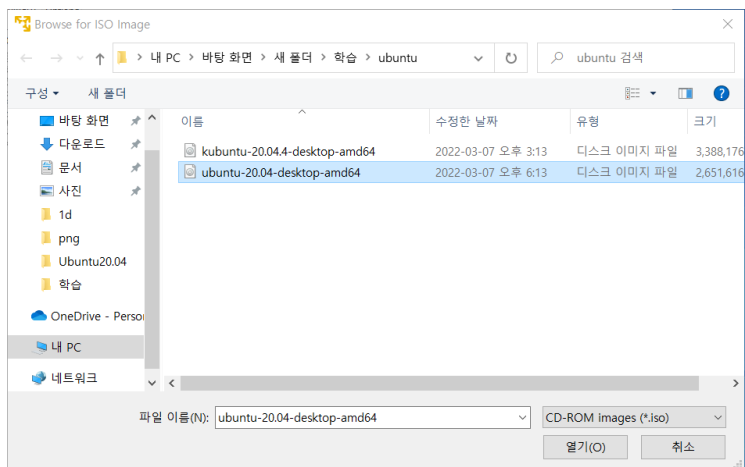 Browse for ISO Image
내 PC > 바탕 화면 > 새 폴더 > 학습 > ubuntu
ubuntu 검색
구성
새 폴더
바탕 화면
다운로드
문서
사진
1d
png
Ubuntu20.04
학습
OneDrive - Person
내 PC
네트워크
이름 수정한 날짜 유형 크기
kubuntu-20.04.4-desktop-amd64 2022-03-07 오후 3:13 디스크 이미지 파일 3,388,176
ubuntu-20.04-desktop-amd64 2022-03-07 오후 6:13 디스크 이미지 파일 2,651,616
파일 이름(N): ubuntu-20.04-desktop-amd64 CD-ROM images (*.iso)
열기(O) 취소